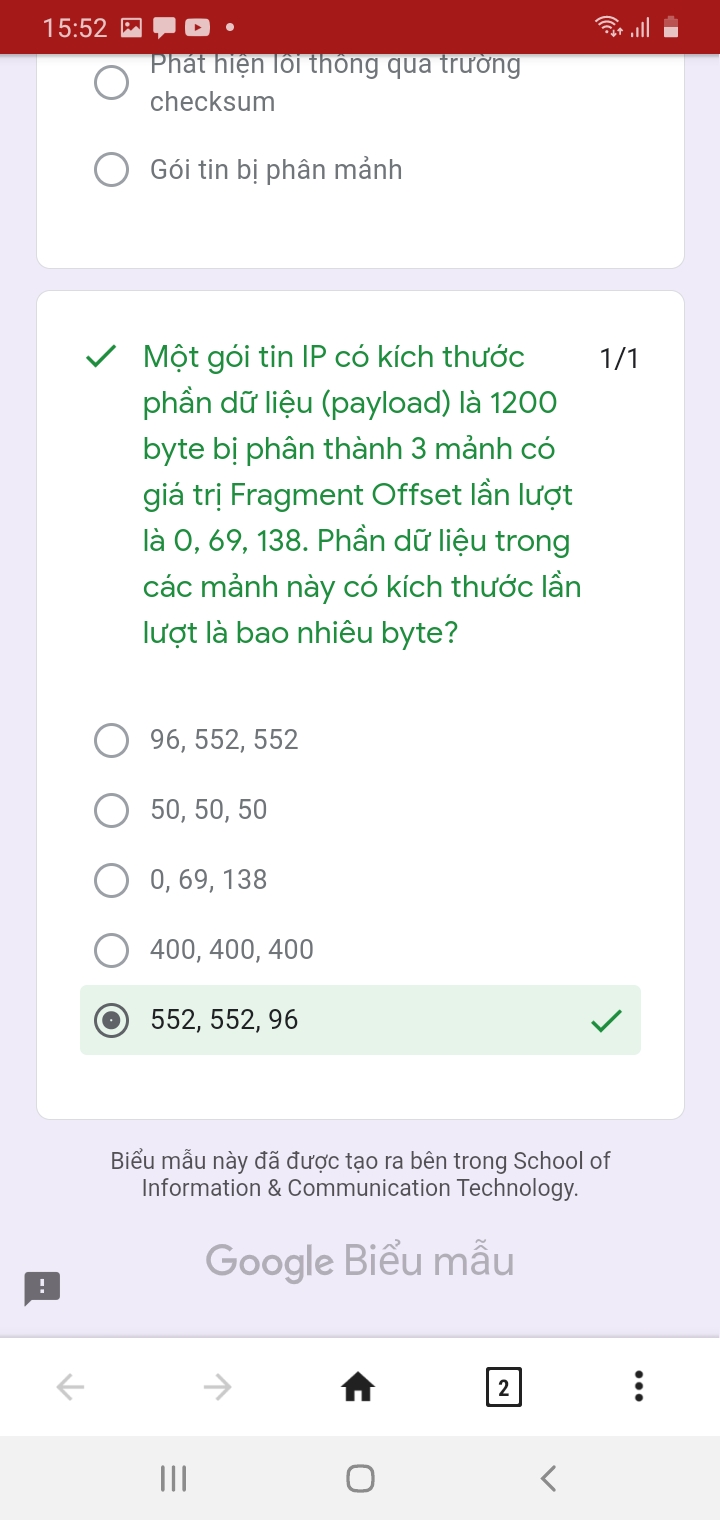 15:52
Phát hiện lỗi thông qua trường
checksum
Gói tin bị phân mảnh
Một gói tin IP có kích thước
1/1
phần dữ liệu (payload) là 1200
byte bị phân thành 3 mảnh có
giá trị Fragment Offset lần lượt
là 0, 69, 138. Phần dữ liệu trong
các mảnh này có kích thước lần
lượt là bao nhiêu byte?
96, 552, 552
50, 50, 50
0, 69, 138
400, 400, 400
552, 552, 96
Biểu mẫu này đã được tạo ra bên trong School of
Information & Communication Technology.
Google Biểu mẫu
2